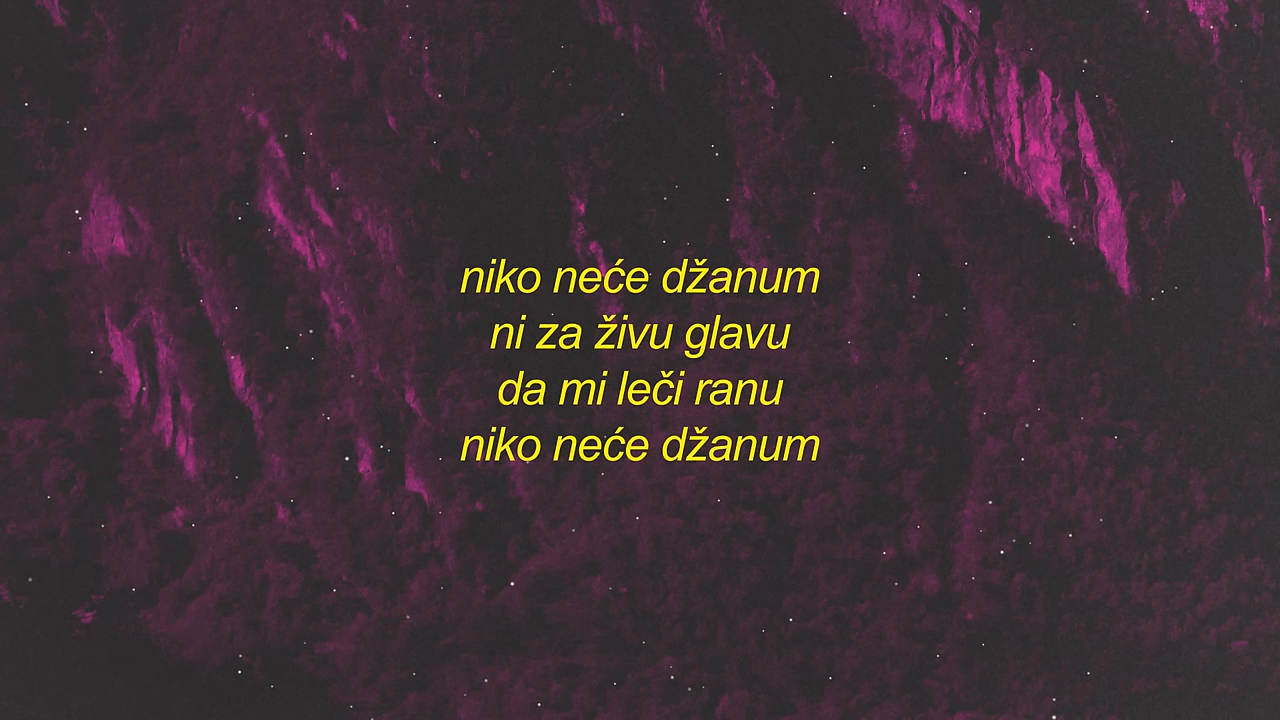 niko neće džanum
ni za živu glavu
da mi leči ranu
niko neće džanum